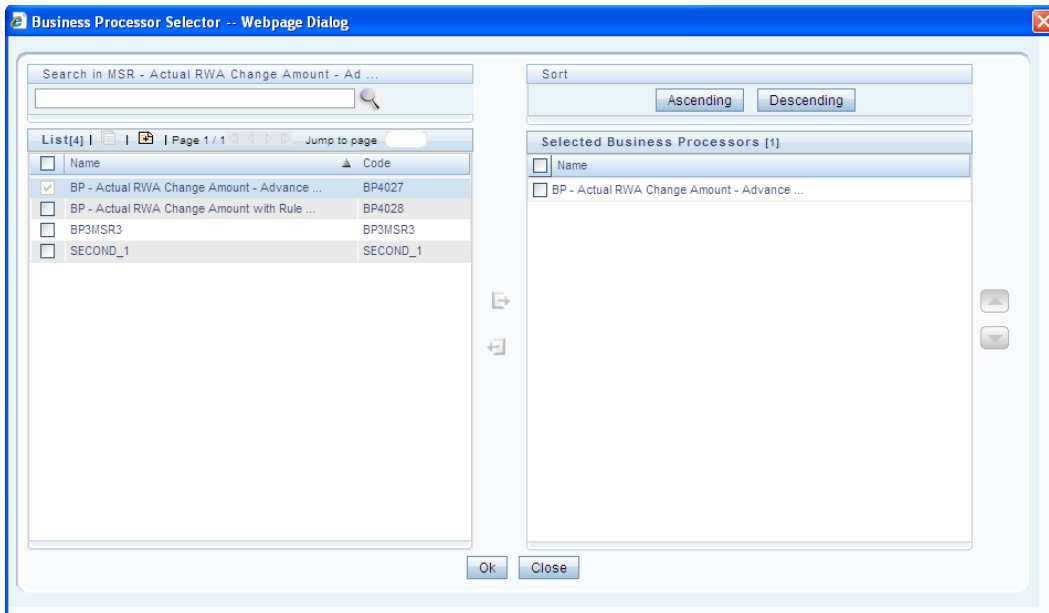 Business Processor Selector -- Webpage Dialog
Search in MSR - Actual RWA Change Amount - Ad ...
List[4] | | | Page 1 / 1 Jump to page
Name Code
BP - Actual RWA Change Amount - Advance ... BP4027
BP - Actual RWA Change Amount with Rule ... BP4028
BP3MSR3 BP3MSR3
SECOND_1 SECOND_1
Sort
Ascending Descending
Selected Business Processors [1]
Name
BP - Actual RWA Change Amount - Advance ...
Ok Close